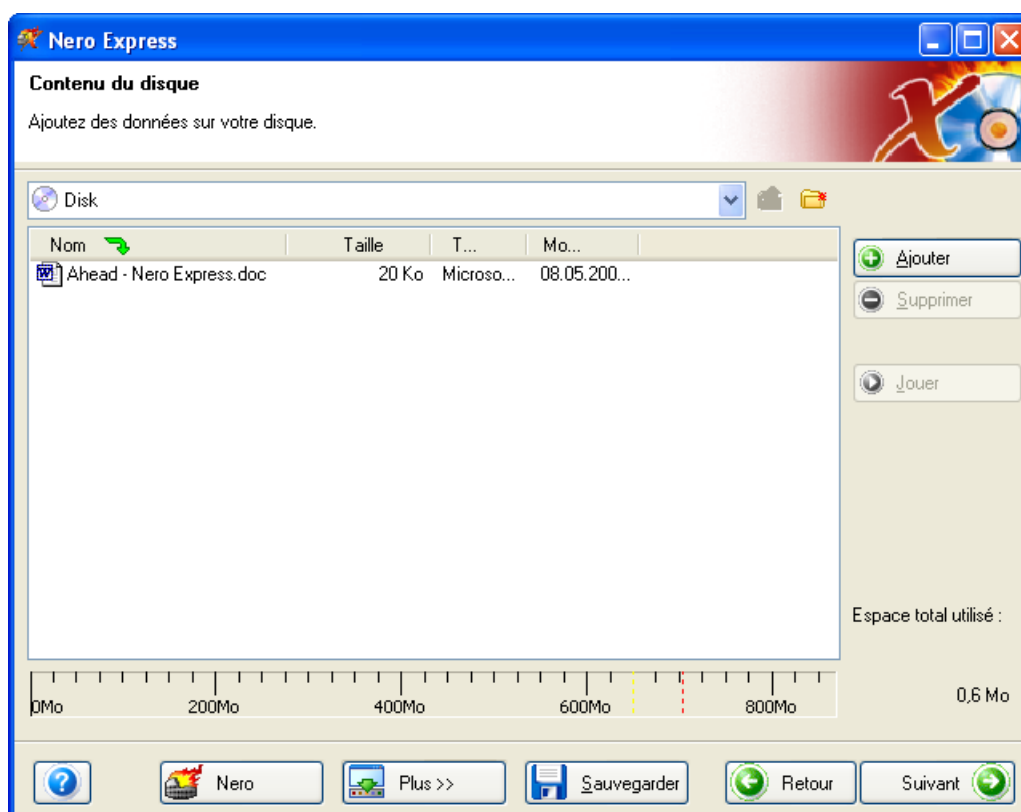 Nero Express
Contenu du disque
Ajoutez des données sur votre disque.
Disk
Nom Taille T... Mo...
Ahead - Nero Express.doc 20 Ko Microso... 08.05.200...
Ajouter
Supprimer
Jouer
Espace total utilisé :
0Mo 200Mo 400Mo 600Mo 800Mo
0,6 Mo
Nero Plus >> Sauvegarder Retour Suivant